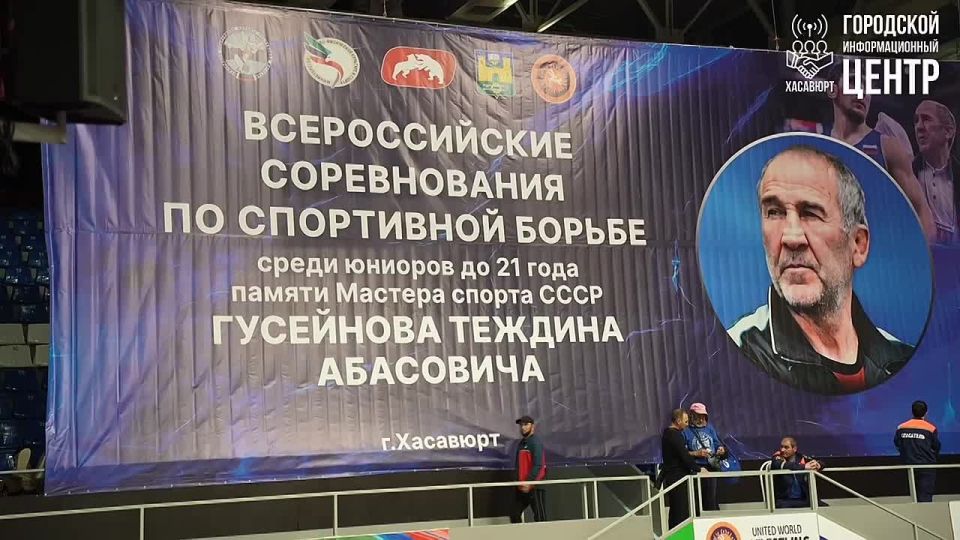 ГОРОДСКОЙ
ИНФОРМАЦИОННЫЙ
ЦЕНТР
ХАСАВЮРТ
ВСЕРОССИЙСКИЕ
СОРЕВНОВАНИЯ
ПО СПОРТИВНОЙ БОРЬБЕ
среди юниоров до 21 года
памяти Мастера спорта СССР
ГУСЕЙНОВА ТЕЖДИНА
АБАСОВИЧА
г.Хасавюрт
СПАСАТЕЛЬ
UNITED WORLD